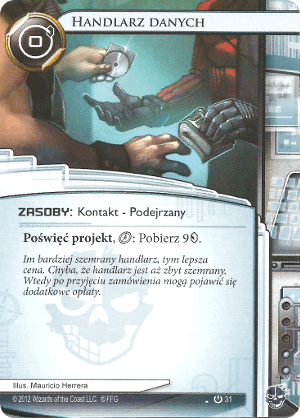 HANDLARZ DANYCH
ZASOBY: Kontakt - Podejrzany
Poświęć projekt, : Pobierz 9.
Im bardziej szemrany handlarz, tym lepsza
cena. Chyba, że handlarz jest aż zbyt szemrany.
Wtedy po przyjęciu zamówienia mogą pojawić się
dodatkowe opłaty.
Illus. Mauricio Herrera
© 2012 Wizards of the Coast LLC. © FFG
31